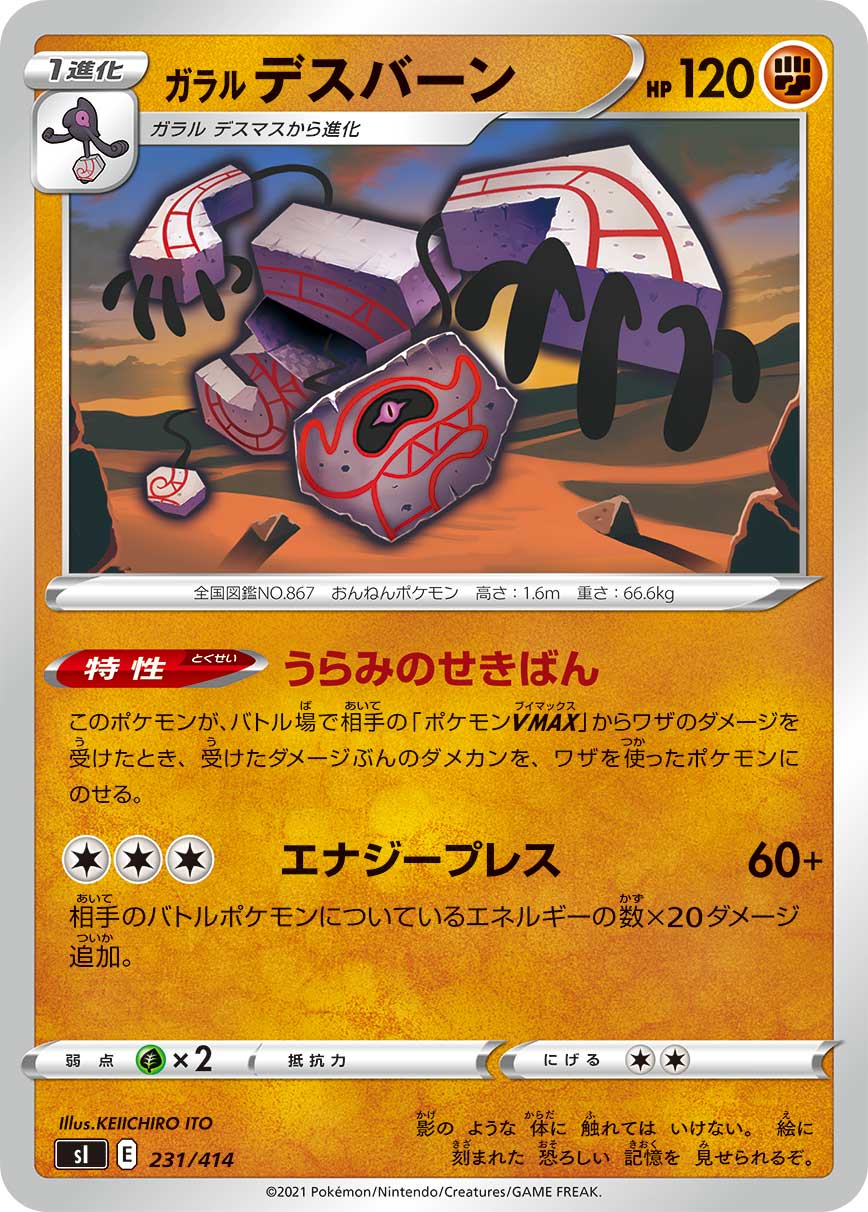 1進化
ガラル デスバーン
HP 120
ガラル デスマスから進化
全国図鑑NO.867 おんねんポケモン 高さ：1.6m 重さ：66.6kg
特性 とくせい うらみのせきばん
このポケモンが、バトル場で相手の「ポケモンVMAX」からワザのダメージを
受けたとき、受けたダメージぶんのダメカンを、ワザを使ったポケモンに
のせる。
エナジープレス 60+
相手のバトルポケモンについているエネルギーの数×20ダメージ
追加。
弱点 ×2 抵抗力 にげる
Illus.KEIICHIRO ITO
影の ような 体に 触れては いけない。 絵に
刻まれた 恐ろしい 記憶を 見せられるぞ。
sI E 231/414
©2021 Pokémon/Nintendo/Creatures/GAME FREAK.